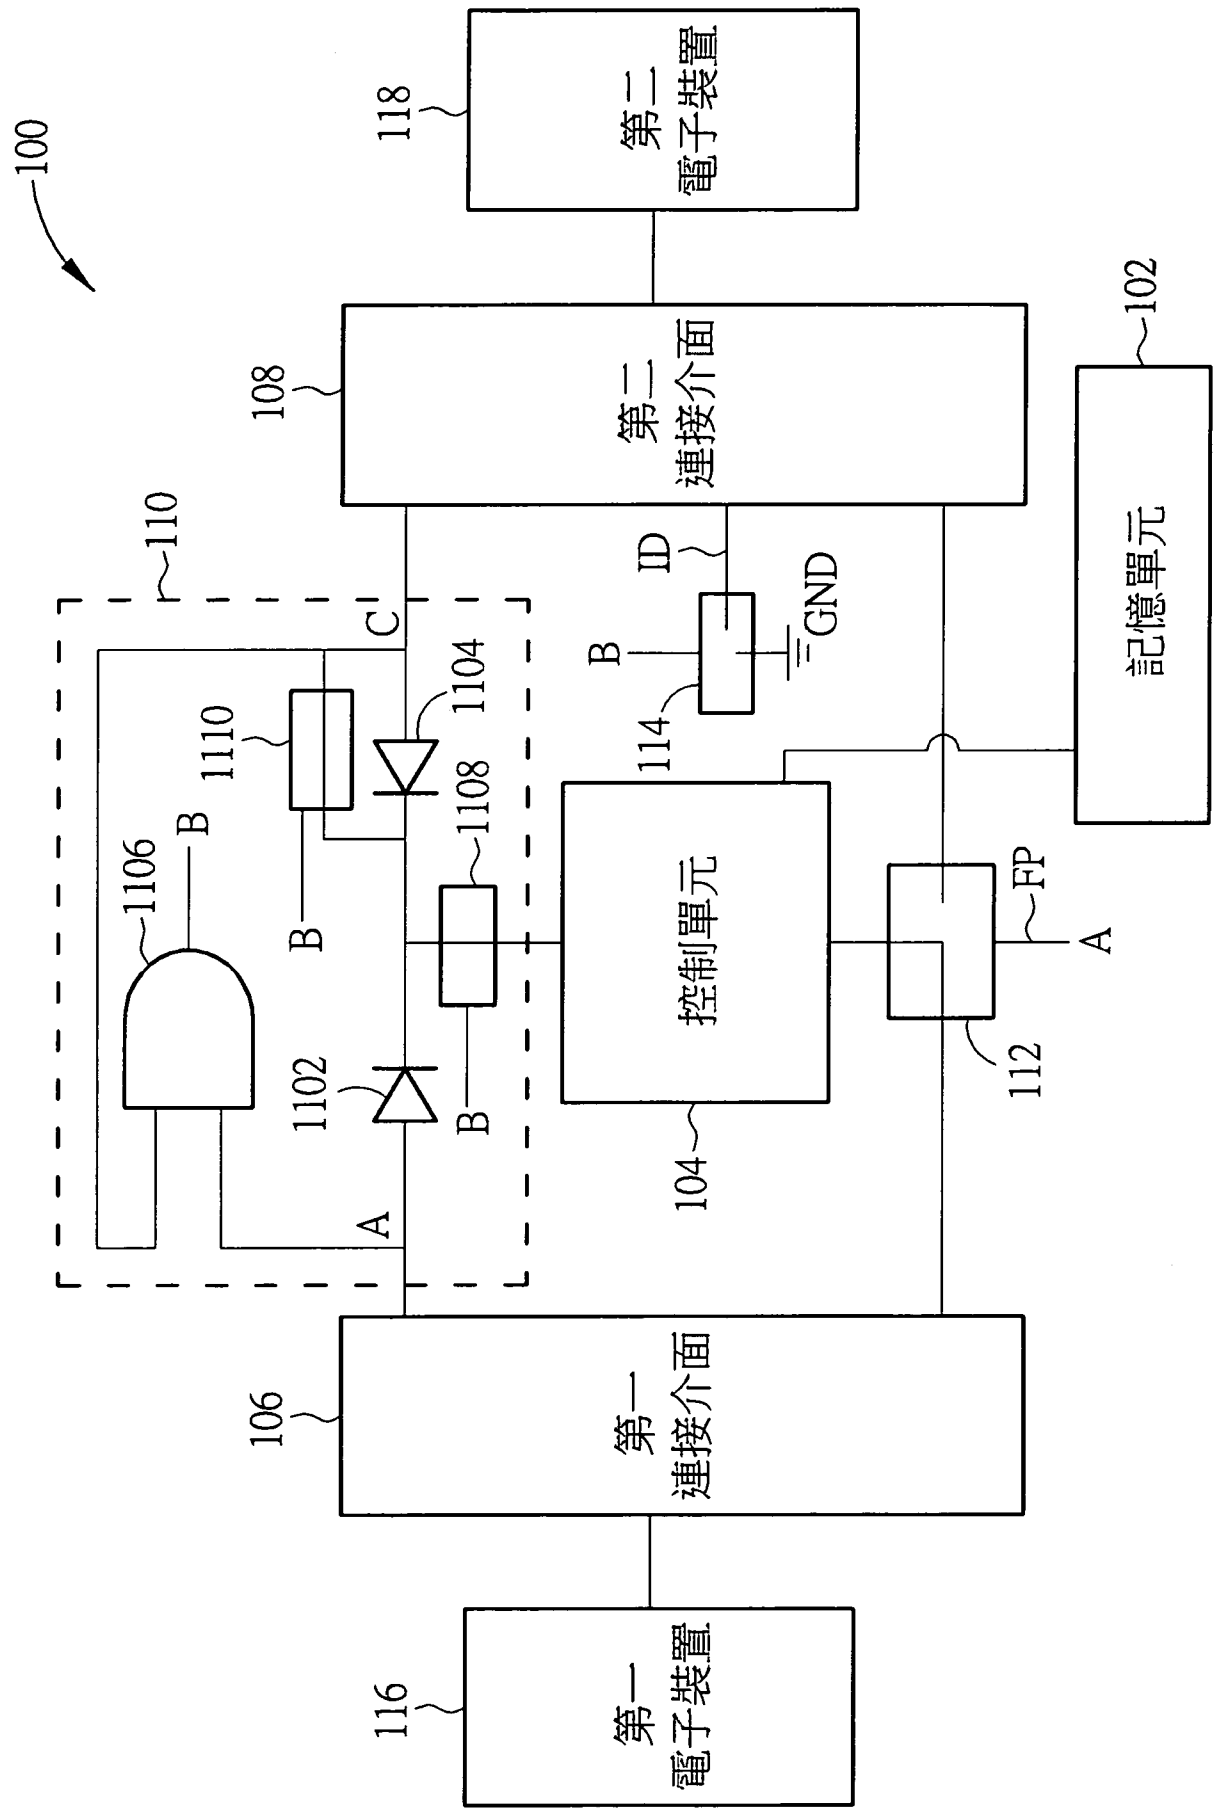 100
110
1106
B
1110
B
C
A
1102
1104
B
1108
106
第一
連接介面
108
第二
連接介面
116
第一
電子裝置
118
第二
電子裝置
104
控制單元
114
B
ID
GND
112
FP
A
102
記憶單元